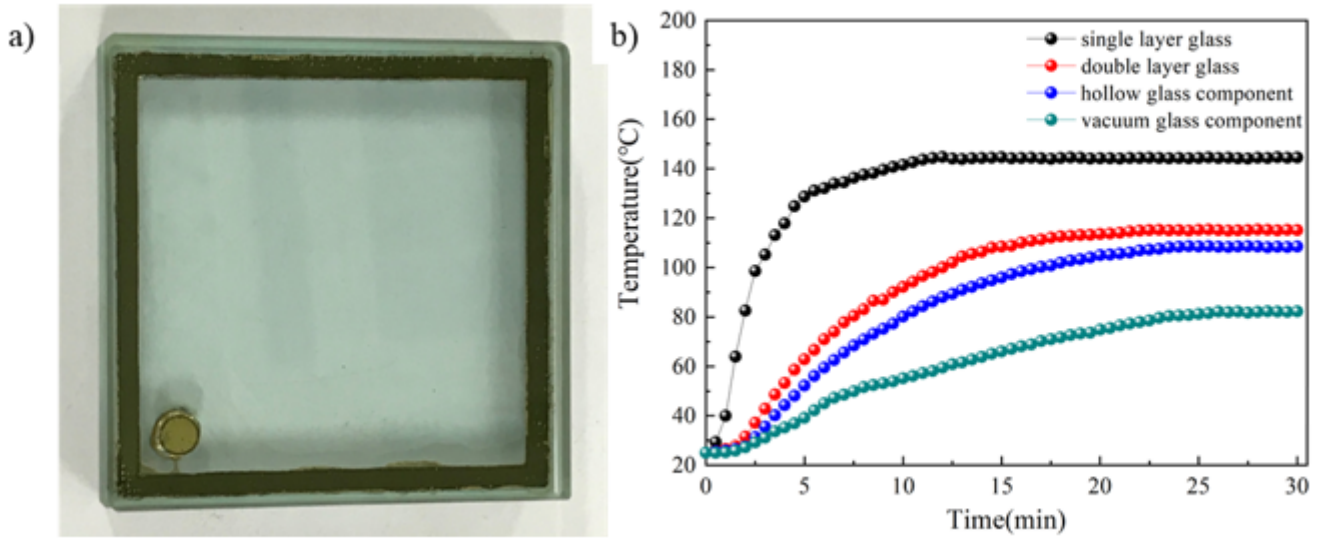 a)
b)
200
180
160
140
120
100
80
60
40
20
Temperature(°C)
single layer glass
double layer glass
hollow glass component
vacuum glass component
0 5 10 15 20 25 30
Time(min)